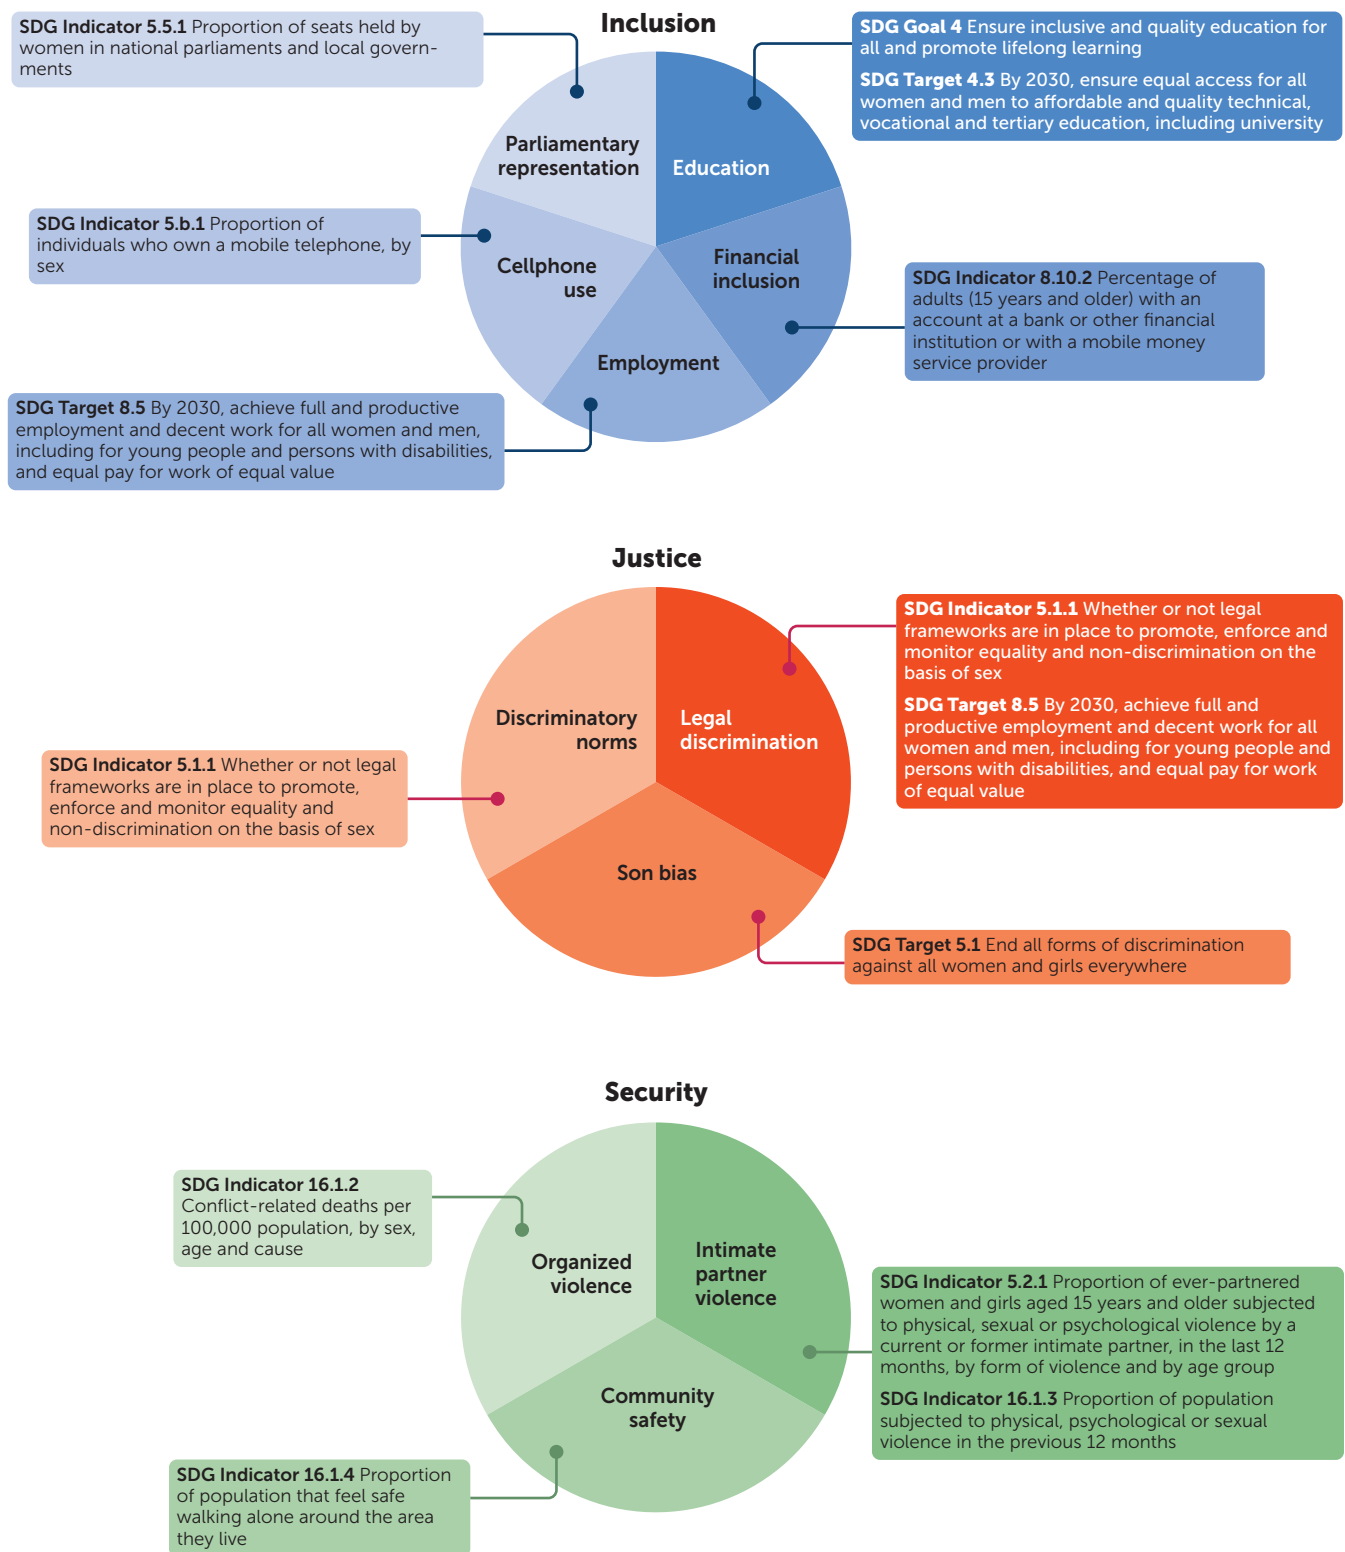 Inclusion
SDG Indicator 5.5.1 Proportion of seats held by
women in national parliaments and local govern-
ments
SDG Goal 4 Ensure inclusive and quality education for
all and promote lifelong learning
SDG Target 4.3 By 2030, ensure equal access for all
women and men to affordable and quality technical,
vocational and tertiary education, including university
Parliamentary
representation
Education
SDG Indicator 5.b.1 Proportion of
individuals who own a mobile telephone, by
sex
Cellphone
use
Financial
inclusion
SDG Indicator 8.10.2 Percentage of
adults (15 years and older) with an
account at a bank or other financial
institution or with a mobile money
service provider
Employment
SDG Target 8.5 By 2030, achieve full and productive
employment and decent work for all women and men,
including for young people and persons with disabilities,
and equal pay for work of equal value
Justice
SDG Indicator 5.1.1 Whether or not legal
frameworks are in place to promote, enforce and
monitor equality and non-discrimination on the
basis of sex
SDG Target 8.5 By 2030, achieve full and
productive employment and decent work for all
women and men, including for young people and
persons with disabilities, and equal pay for work
of equal value
Discriminatory
norms
Legal
discrimination
SDG Indicator 5.1.1 Whether or not legal
frameworks are in place to promote,
enforce and monitor equality and
non-discrimination on the basis of sex
Son bias
SDG Target 5.1 End all forms of discrimination
against all women and girls everywhere
Security
SDG Indicator 16.1.2
Conflict-related deaths per
100,000 population, by sex,
age and cause
Organized
violence
Intimate
partner
violence
SDG Indicator 5.2.1 Proportion of ever-partnered
women and girls aged 15 years and older subjected
to physical, sexual or psychological violence by a
current or former intimate partner, in the last 12
months, by form of violence and by age group
SDG Indicator 16.1.3 Proportion of population
subjected to physical, psychological or sexual
violence in the previous 12 months
Community
safety
SDG Indicator 16.1.4 Proportion
of population that feel safe
walking alone around the area
they live